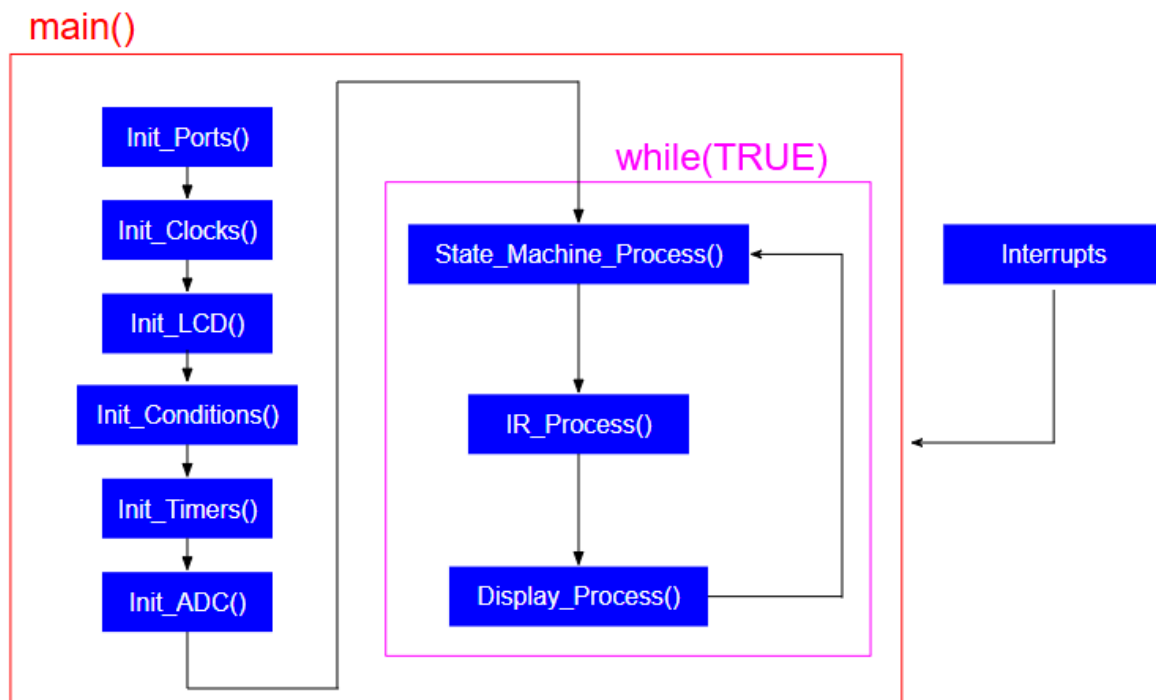 main()
Init_Ports()
Init_Clocks()
Init_LCD()
Init_Conditions()
Init_Timers()
Init_ADC()
while(TRUE)
State_Machine_Process()
IR_Process()
Display_Process()
Interrupts